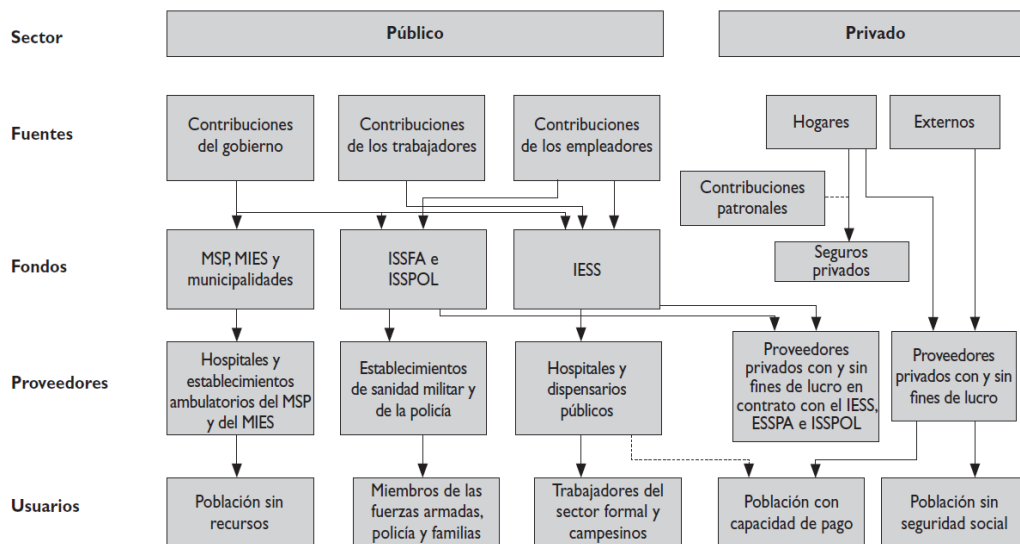 Sector
Público
Privado
Fuentes
Contribuciones
del gobierno
Contribuciones
de los trabajadores
Contribuciones
de los empleadores
Hogares
Externos
Contribuciones
patronales
Fondos
MSP, MIES y
municipalidades
ISSFA e
ISSPOL
IESS
Seguros
privados
Proveedores
Hospitales y
establecimientos
ambulatorios del MSP
y del MIES
Establecimientos
de sanidad militar y
de la policía
Hospitales y
dispensarios
públicos
Proveedores
privados con y sin
fines de lucro en
contrato con el IESS,
ESSPA e ISSPOL
Proveedores
privados con y sin
fines de lucro
Usuarios
Población sin
recursos
Miembros de las
fuerzas armadas,
policía y familias
Trabajadores del
sector formal y
campesinos
Población con
capacidad de pago
Población sin
seguridad social